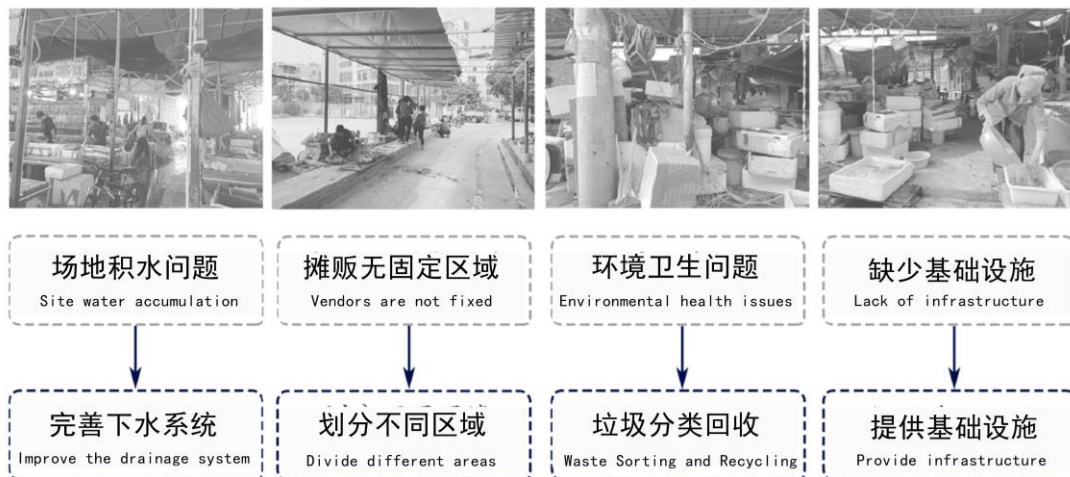 场地积水问题
Site water accumulation
摊贩无固定区域
Vendors are not fixed
环境卫生问题
Environmental health issues
缺少基础设施
Lack of infrastructure
完善下水系统
Improve the drainage system
划分不同区域
Divide different areas
垃圾分类回收
Waste Sorting and Recycling
提供基础设施
Provide infrastructure